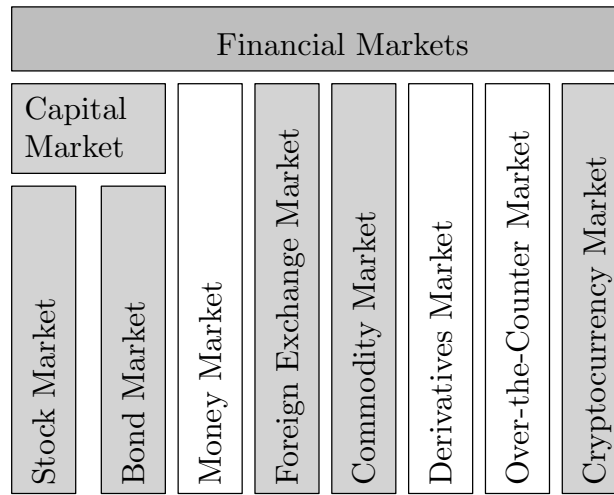 Financial Markets
Capital
Market
Stock Market
Bond Market
Money Market
Foreign Exchange Market
Commodity Market
Derivatives Market
Over-the-Counter Market
Cryptocurrency Market